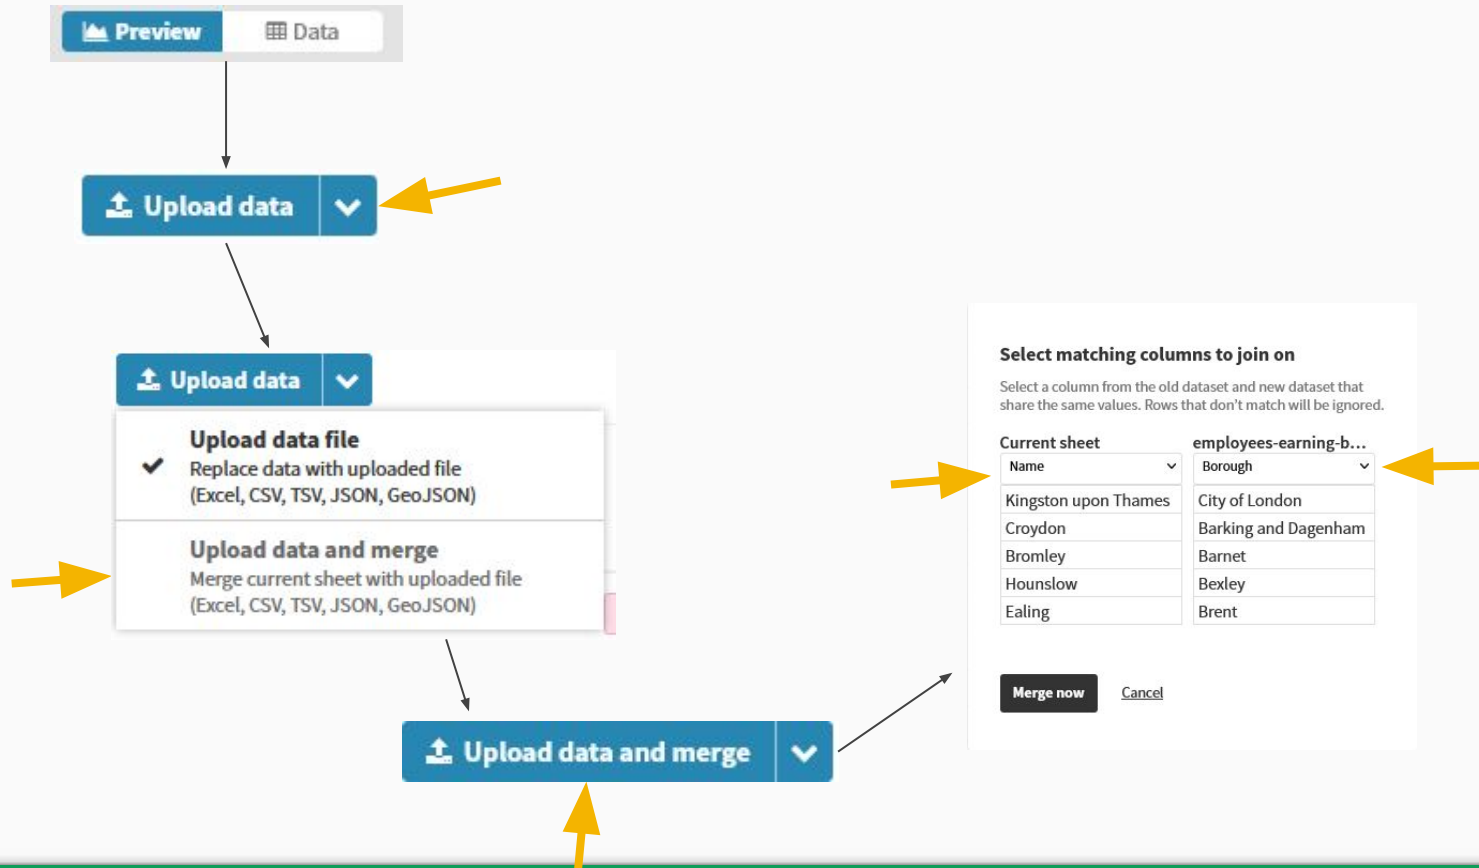 Preview
Data
Upload data
Upload data
Upload data file
Replace data with uploaded file
(Excel, CSV, TSV, JSON, GeoJSON)
Upload data and merge
Merge current sheet with uploaded file
(Excel, CSV, TSV, JSON, GeoJSON)
Upload data and merge
Select matching columns to join on
Select a column from the old dataset and new dataset that
share the same values. Rows that don't match will be ignored.
Current sheet employees-earning-b...
Name Borough
Kingston upon Thames City of London
Croydon Barking and Dagenham
Bromley Barnet
Hounslow Bexley
Ealing Brent
Merge now Cancel